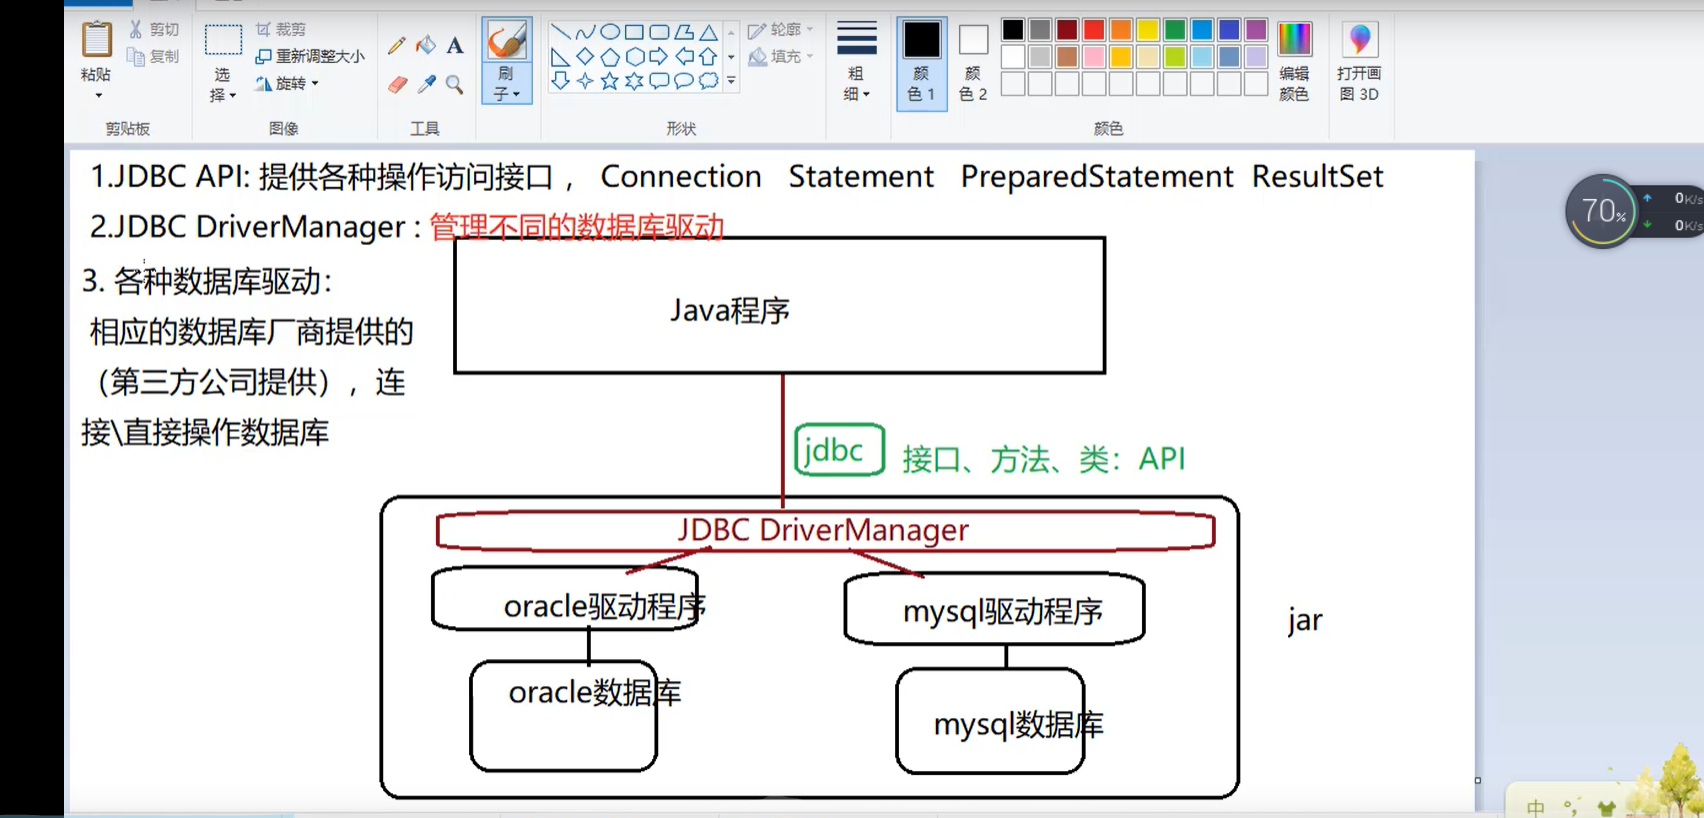 剪切
复制
粘贴
剪贴板
选择
裁剪
重新调整大小
旋转
图像
A
工具
刷子
形状
轮廓
填充
粗细
颜色 1
颜色 2
编辑颜色
颜色
打开画图 3D
1.JDBC API: 提供各种操作访问接口 , Connection Statement PreparedStatement ResultSet
2.JDBC DriverManager : 管理不同的数据库驱动
3. 各种数据库驱动:
相应的数据库厂商提供的
（第三方公司提供），连
接\直接操作数据库
Java程序
jdbc
接口、方法、类：API
JDBC DriverManager
oracle驱动程序
mysql驱动程序
jar
oracle数据库
mysql数据库
70%
0K/s
0K/s
中